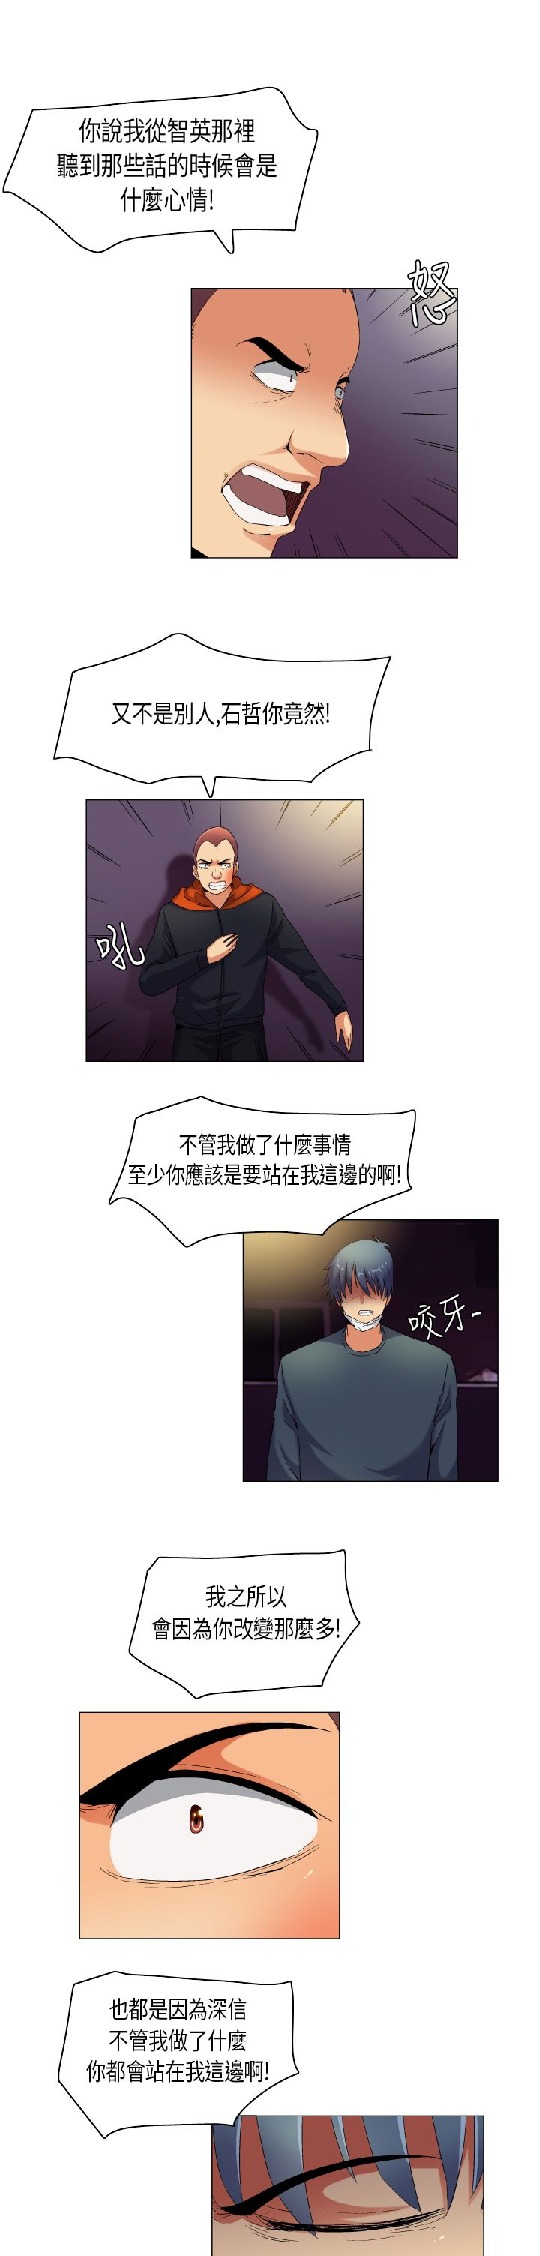 你說我從智英那裡
聽到那些話的時候會是
什麼心情!
怒
又不是別人,石哲你竟然!
吼
不管我做了什麼事情
至少你應該是要站在我這邊的啊!
咬牙-
我之所以
會因為你改變那麼多!
也都是因為深信
不管我做了什麼
你都會站在我這邊啊!